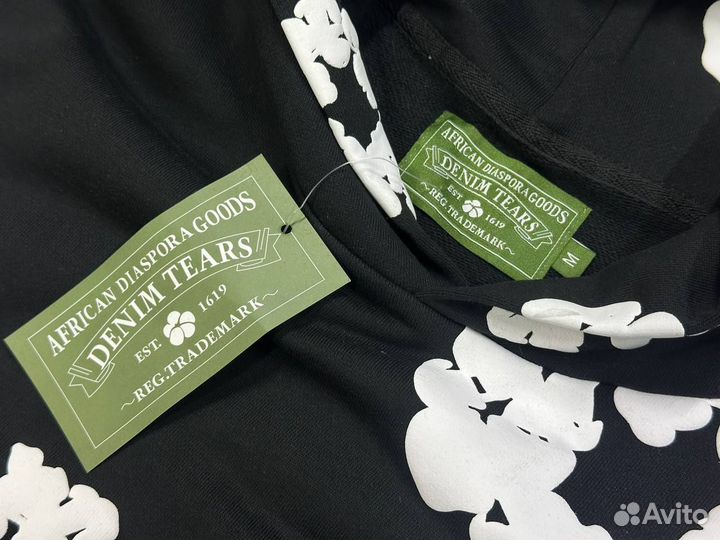 AFRICAN DIASPORA GOODS
DENIM TEARS
EST. 1619
REG. TRADEMARK
AFRICAN DIASPORA GOODS
DENIM TEARS
EST. 1619
~REG. TRADEMARK~
M
Avito